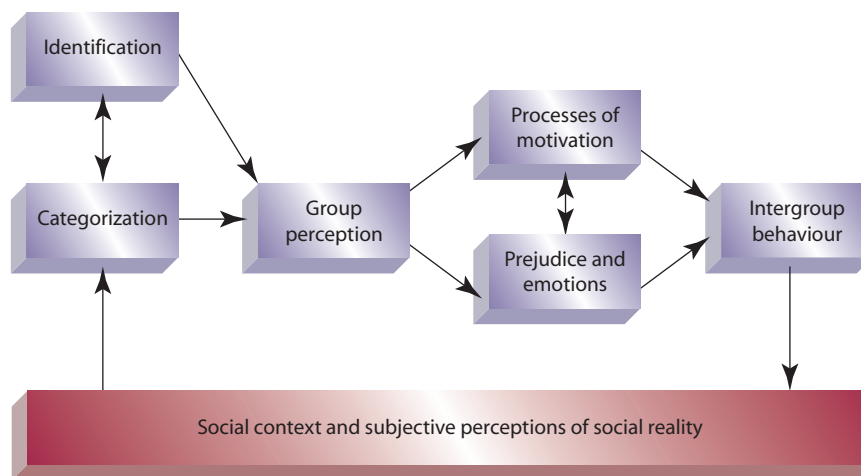 Identification
Processes of
motivation
Categorization
Group
perception
Intergroup
behaviour
Prejudice and
emotions
Social context and subjective perceptions of social reality